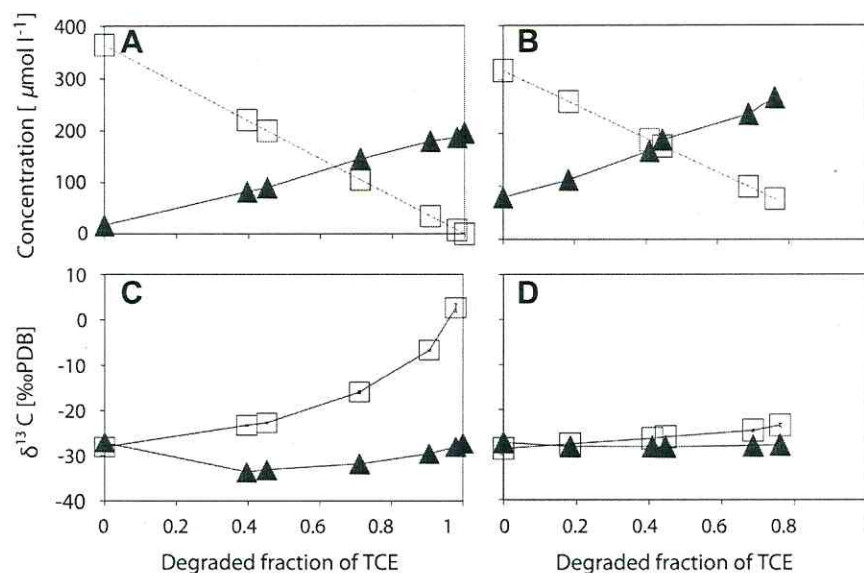 A
B
Concentration [ µmol l⁻¹]
400
300
200
100
0
C
D
δ¹³C [‰PDB]
10
0
-10
-20
-30
-40
0 0.2 0.4 0.6 0.8 1
0 0.2 0.4 0.6 0.8
Degraded fraction of TCE
Degraded fraction of TCE